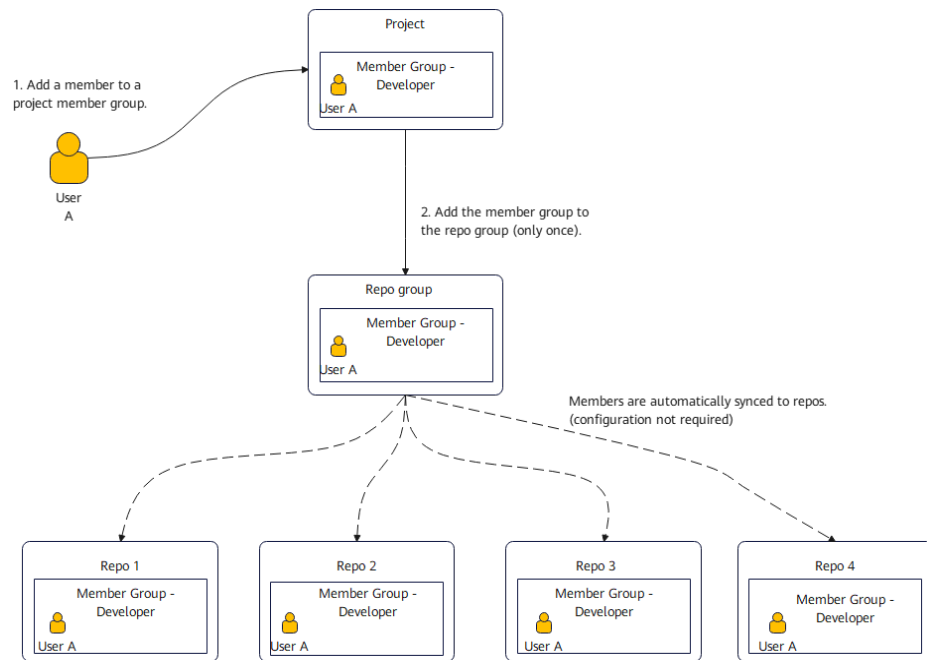 Project
Member Group -
Developer
User A
1. Add a member to a
project member group.
User
A
2. Add the member group to
the repo group (only once).
Repo group
Member Group -
Developer
User A
Members are automatically synced to repos.
(configuration not required)
Repo 1
Member Group -
Developer
User A
Repo 2
Member Group -
Developer
User A
Repo 3
Member Group -
Developer
User A
Repo 4
Member Group -
Developer
User A